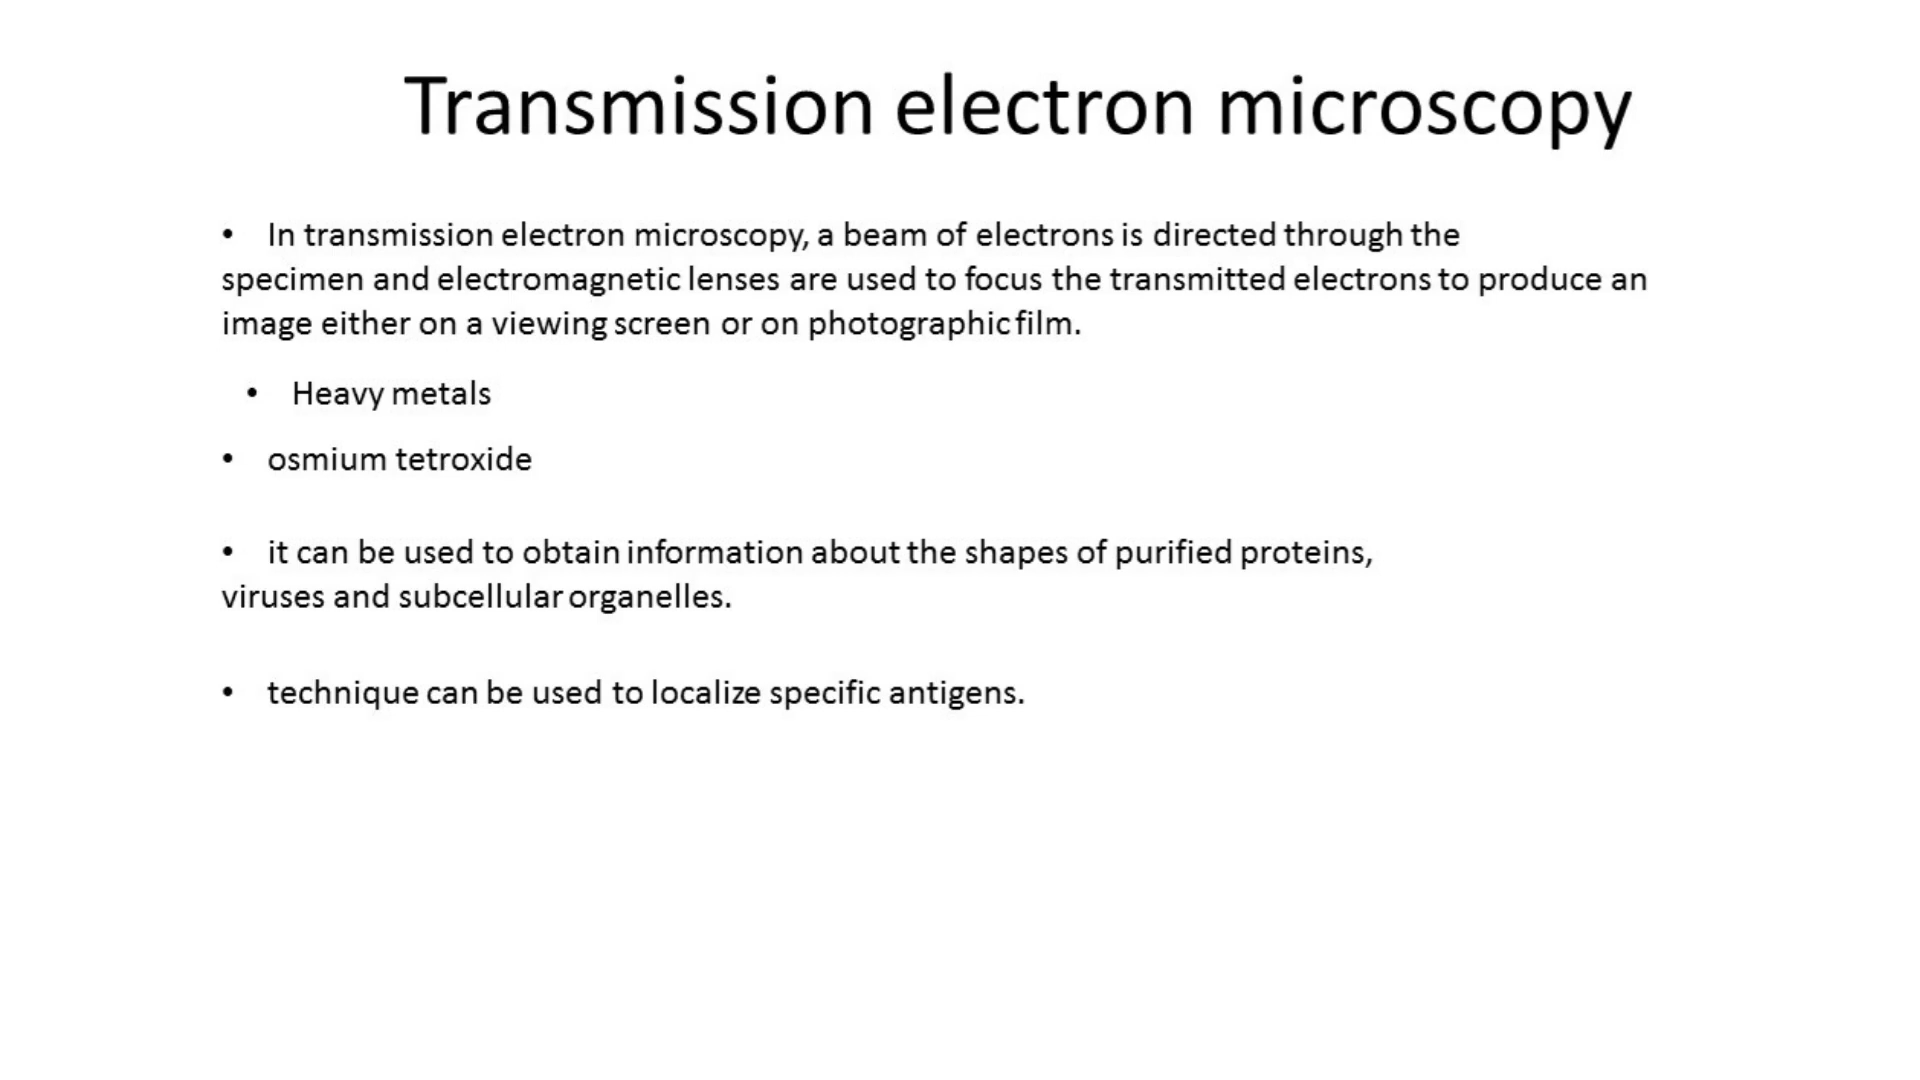 Transmission electron microscopy
• In transmission electron microscopy, a beam of electrons is directed through the
specimen and electromagnetic lenses are used to focus the transmitted electrons to produce an
image either on a viewing screen or on photographic film.
• Heavy metals
• osmium tetroxide
• it can be used to obtain information about the shapes of purified proteins,
viruses and subcellular organelles.
• technique can be used to localize specific antigens.